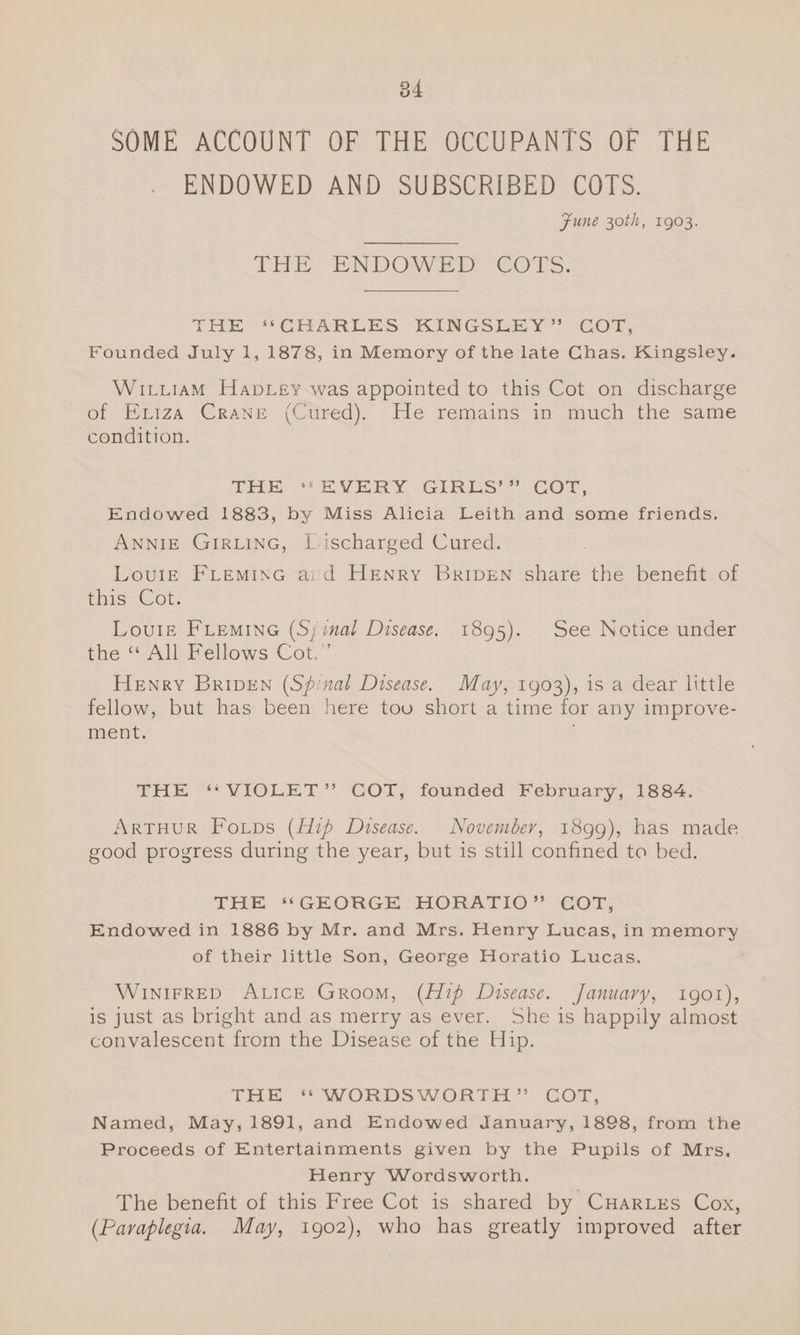 34
SOME ACCOUNT OF THE OCCUPANTS OF THE
ENDOWED AND SUBSCRIBED COTS.
June 30th, 1903.
THE ENDOWED COTS.
THE “CHARLES KINGSLEY” COT,
Founded July 1, 1878, in Memory of the late Chas. Kingsley.
WILLIAM HADLEY was appointed to this Cot on discharge
of ELIZA CRANE (Cured). He remains in much the same
condition.
THE “EVERY GIRLS’” COT,
Endowed 1883, by Miss Alicia Leith and some friends.
ANNIE GIRLING, Discharged Cured.
LOUIE FLEMING and HENRY BRIDEN share the benefit of
this Cot.
LOUIE FLEMING (Spinal Disease. 1895). See Notice under
the “All Fellows Cot.”
HENRY BRIDEN (Spinal Disease. May, 1903), is a dear little
fellow, but has been here too short a time for any improve-
ment.
THE “VIOLET” COT, founded February, 1884.
ARTHUR FOLDS (Hip Disease. November, 1899), has made
good progress during the year, but is still confined to bed.
THE “GEORGE HORATIO” COT,
Endowed in 1886 by Mr. and Mrs. Henry Lucas, in memory
of their little Son, George Horatio Lucas.
WINIFRED ALICE GROOM, (Hip Disease. January, 1901),
is just as bright and as merry as ever. She is happily almost
convalescent from the Disease of the Hip.
THE “WORDSWORTH” COT,
Named, May, 1891, and Endowed January, 1898, from the
Proceeds of Entertainments given by the Pupils of Mrs.
Henry Wordsworth.
The benefit of this Free Cot is shared by CHARLES COX,
(Paraplegia. May, 1902), who has greatly improved after